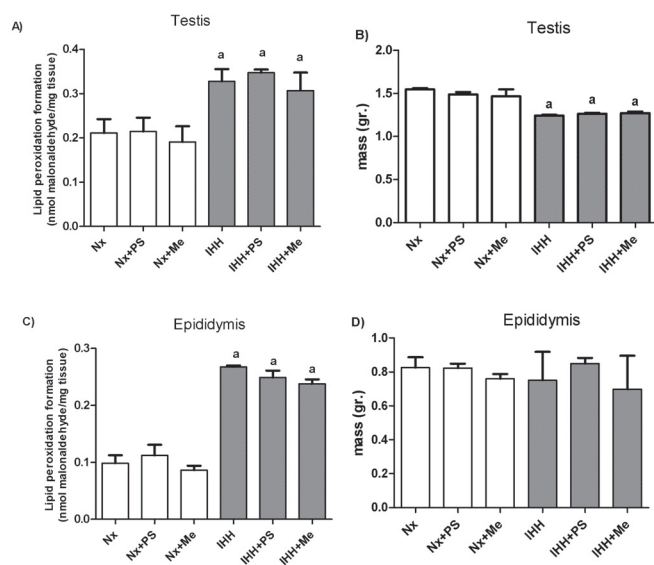 A)
Testis
Lipid peroxidation formation
(nmol malonaldehyde/mg tissue)
0.4
0.3
0.2
0.1
0.0
a a a
Nx Nx+PS Nx+Me IHH IHH+PS IHH+Me
B)
Testis
mass (gr.)
2.0
1.5
1.0
0.5
0.0
a a a
Nx Nx+PS Nx+Me IHH IHH+PS IHH+Me
C)
Epididymis
Lipid peroxidation formation
(nmol malonaldehyde/mg tissue)
0.3
0.2
0.1
0.0
a a a
Nx Nx+PS Nx+Me IHH IHH+PS IHH+Me
D)
Epididymis
mass (gr.)
1.0
0.8
0.6
0.4
0.2
0.0
Nx Nx+PS Nx+Me IHH IHH+PS IHH+Me